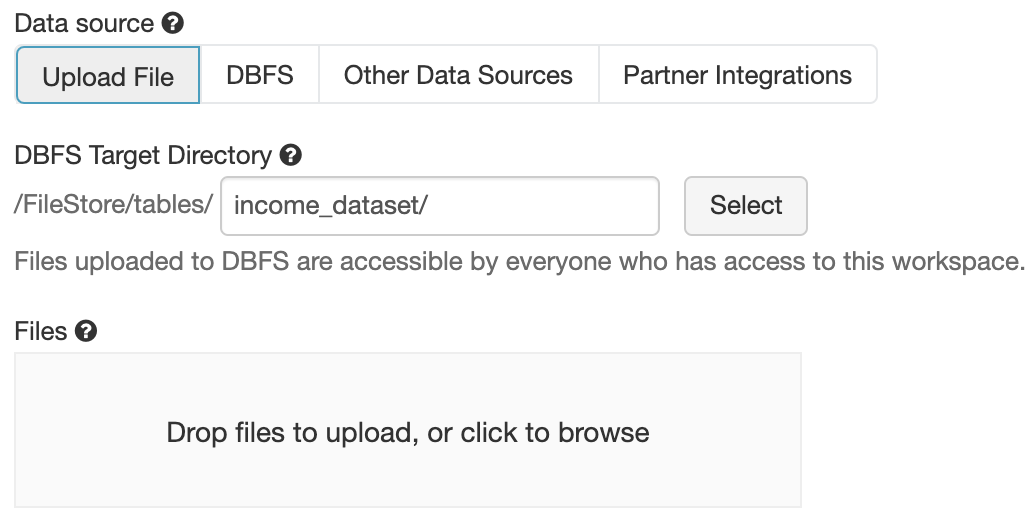 Data source ?
Upload File DBFS Other Data Sources Partner Integrations
DBFS Target Directory ?
/FileStore/tables/ income_dataset/ Select
Files uploaded to DBFS are accessible by everyone who has access to this workspace.
Files ?
Drop files to upload, or click to browse